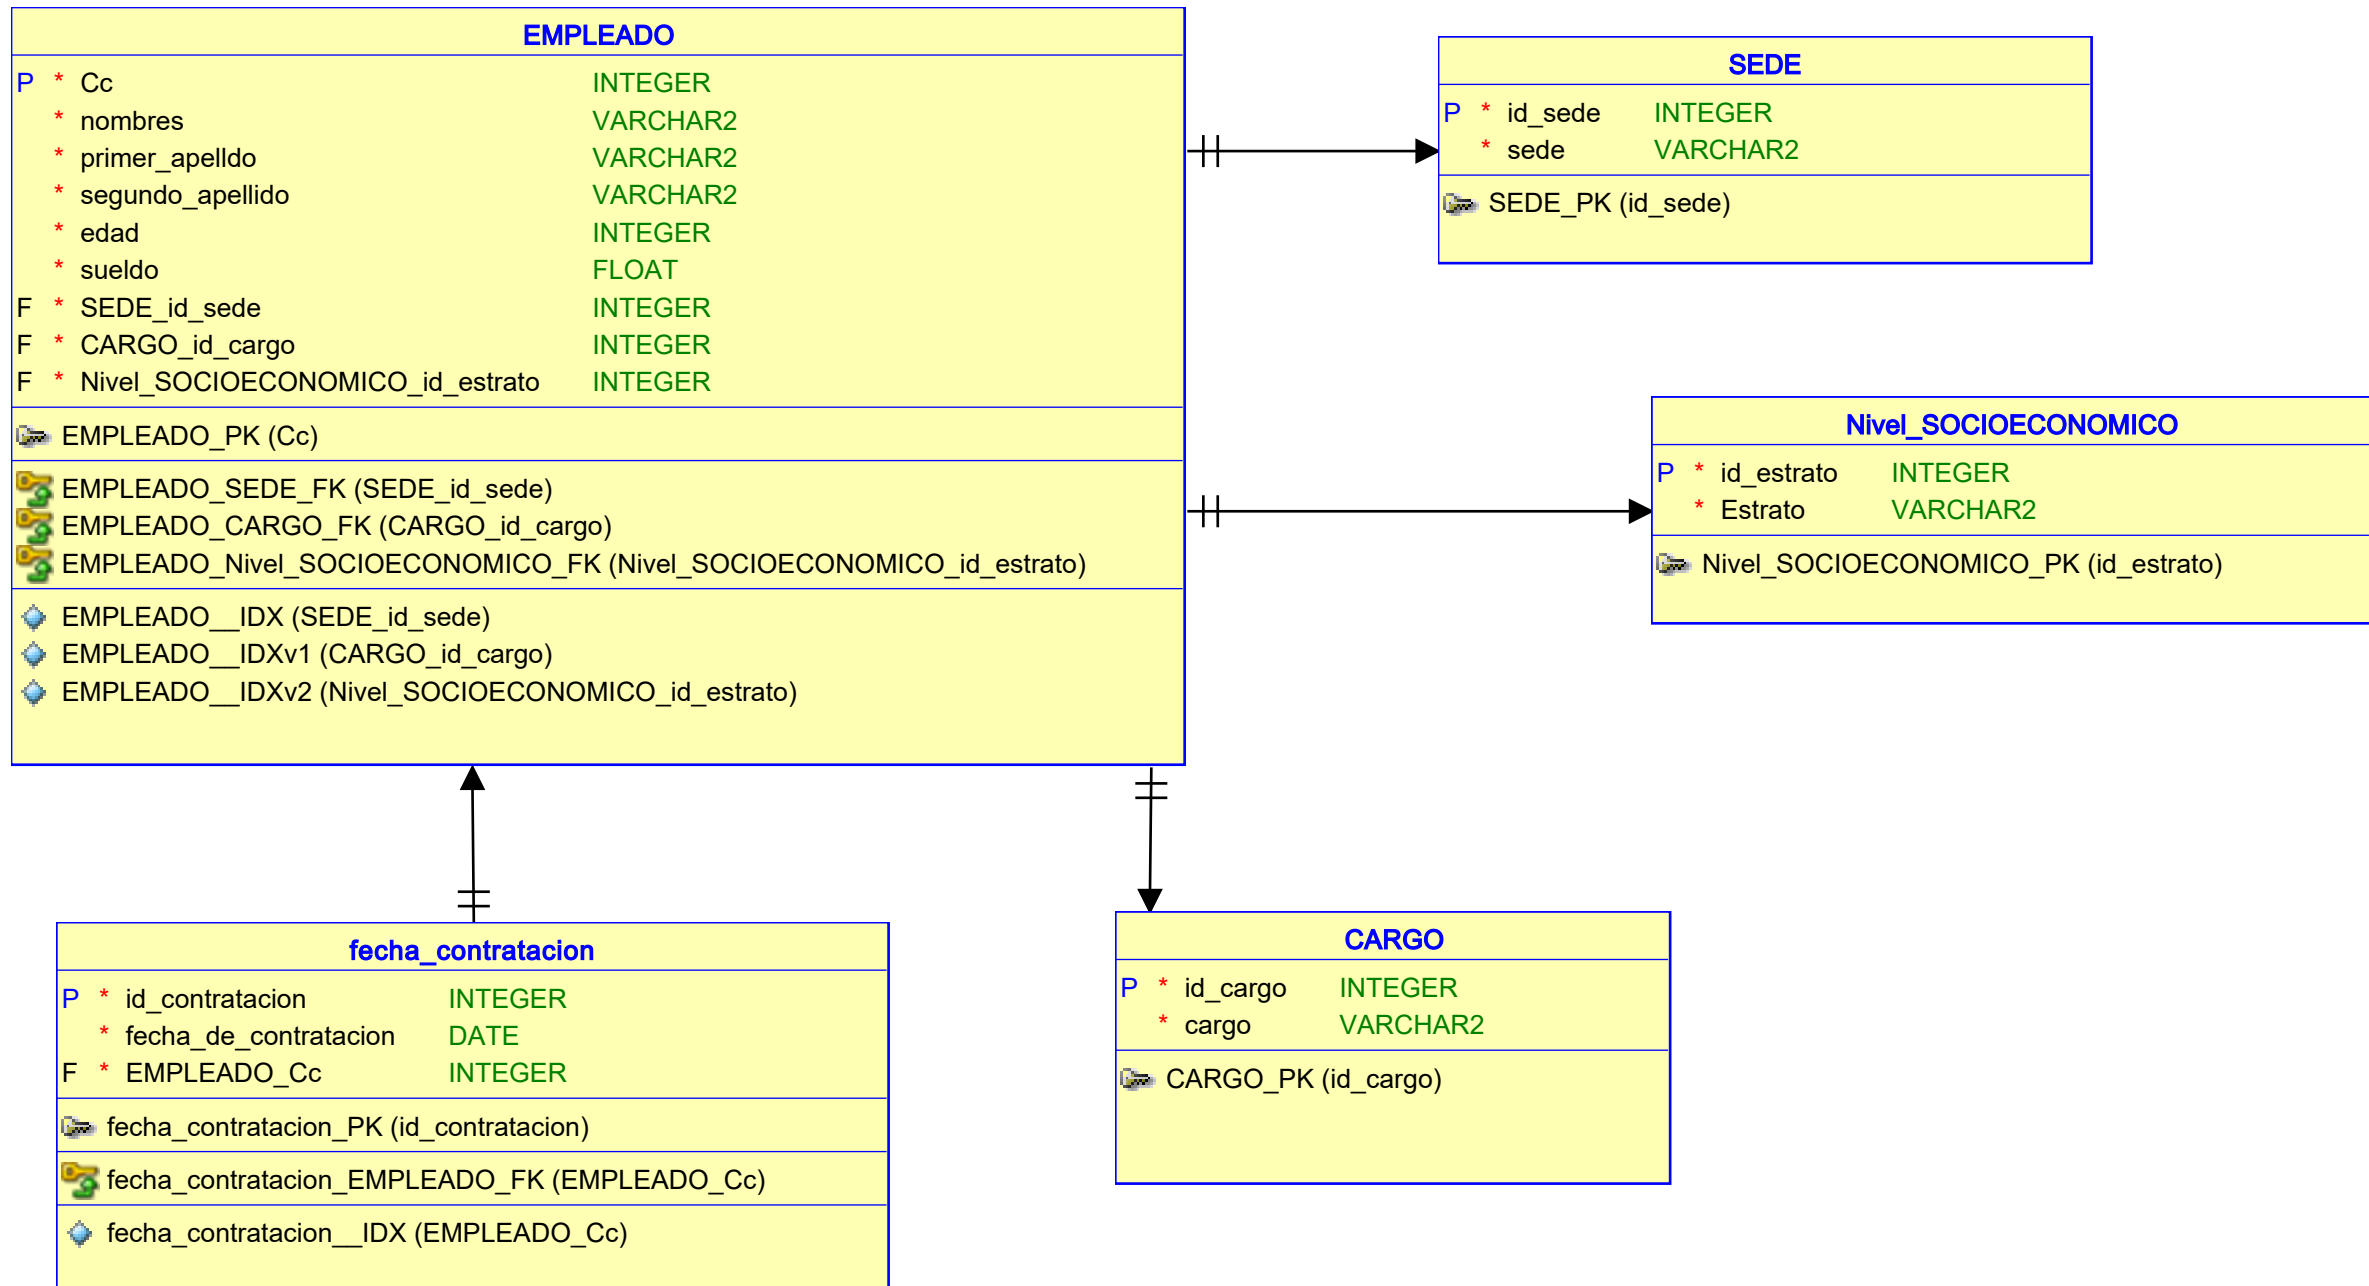 EMPLEADO
P * Cc INTEGER
* nombres VARCHAR2
* primer_apelldo VARCHAR2
* segundo_apellido VARCHAR2
* edad INTEGER
* sueldo FLOAT
F * SEDE_id_sede INTEGER
F * CARGO_id_cargo INTEGER
F * Nivel_SOCIOECONOMICO_id_estrato INTEGER
EMPLEADO_PK (Cc)
EMPLEADO_SEDE_FK (SEDE_id_sede)
EMPLEADO_CARGO_FK (CARGO_id_cargo)
EMPLEADO_Nivel_SOCIOECONOMICO_FK (Nivel_SOCIOECONOMICO_id_estrato)
EMPLEADO__IDX (SEDE_id_sede)
EMPLEADO__IDXv1 (CARGO_id_cargo)
EMPLEADO__IDXv2 (Nivel_SOCIOECONOMICO_id_estrato)
SEDE
P * id_sede INTEGER
* sede VARCHAR2
SEDE_PK (id_sede)
Nivel_SOCIOECONOMICO
P * id_estrato INTEGER
* Estrato VARCHAR2
Nivel_SOCIOECONOMICO_PK (id_estrato)
fecha_contratacion
P * id_contratacion INTEGER
* fecha_de_contratacion DATE
F * EMPLEADO_Cc INTEGER
fecha_contratacion_PK (id_contratacion)
fecha_contratacion_EMPLEADO_FK (EMPLEADO_Cc)
fecha_contratacion__IDX (EMPLEADO_Cc)
CARGO
P * id_cargo INTEGER
* cargo VARCHAR2
CARGO_PK (id_cargo)